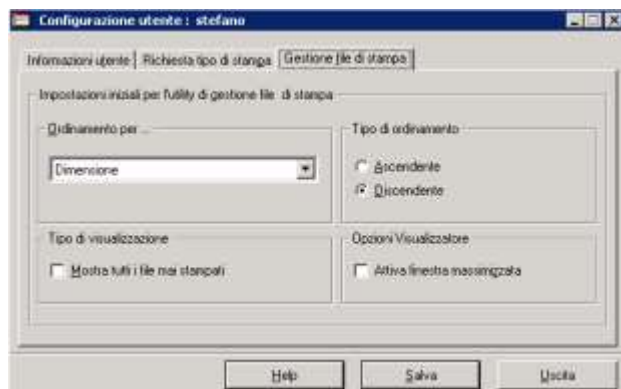 Configurazione utente : stefano
Informazioni utente
Richiesta tipo di stampa
Gestione file di stampa
Impostazioni iniziali per l'utility di gestione file di stampa
Ordinamento per ...
Dimensione
Tipo di ordinamento
Ascendente
Discendente
Tipo di visualizzazione
Mostra tutti i file mai stampati
Opzioni Visualizzatore
Attiva finestra massimizzata
Help
Salva
Uscita